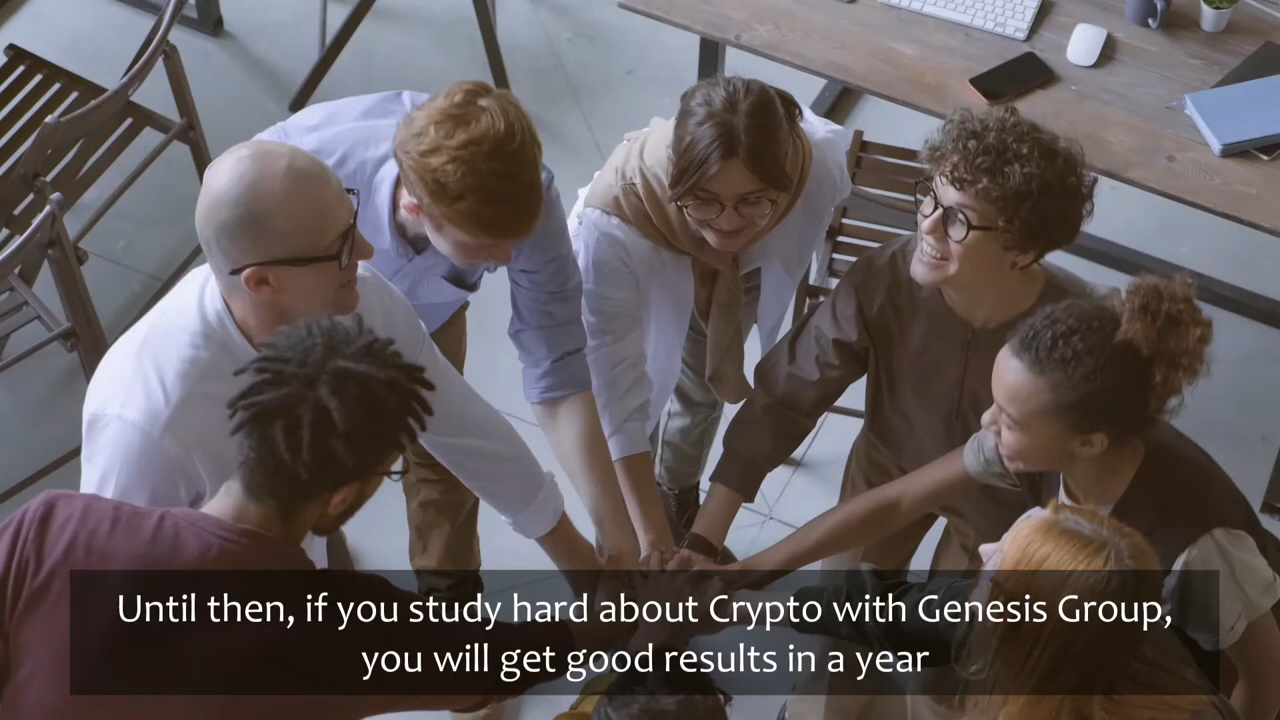 Until then, if you study hard about Crypto with Genesis Group,
you will get good results in a year